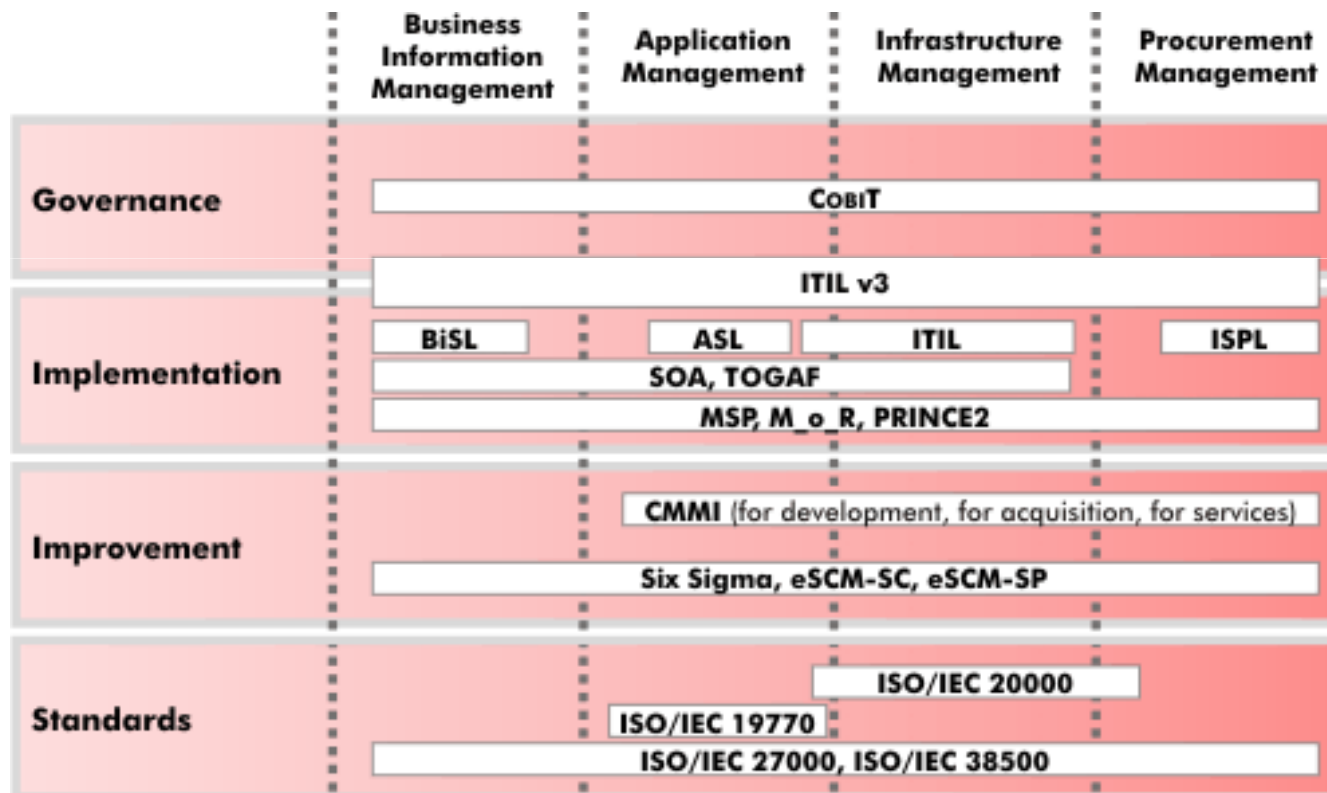 Business
Information
Management
Application
Management
Infrastructure
Management
Procurement
Management
Governance
COBIT
ITIL v3
Implementation
BiSL
ASL
ITIL
ISPL
SOA, TOGAF
MSP, M_o_R, PRINCE2
Improvement
CMMI (for development, for acquisition, for services)
Six Sigma, eSCM-SC, eSCM-SP
Standards
ISO/IEC 20000
ISO/IEC 19770
ISO/IEC 27000, ISO/IEC 38500